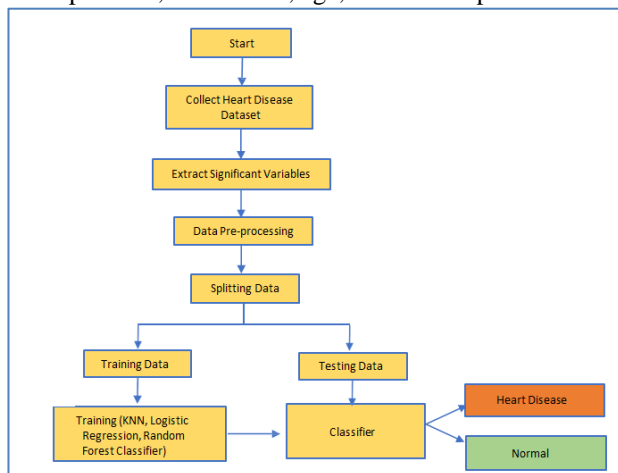 Start
Collect Heart Disease
Dataset
Extract Significant Variables
Data Pre-processing
Splitting Data
Training Data
Testing Data
Training (KNN, Logistic
Regression, Random
Forest Classifier)
Classifier
Heart Disease
Normal